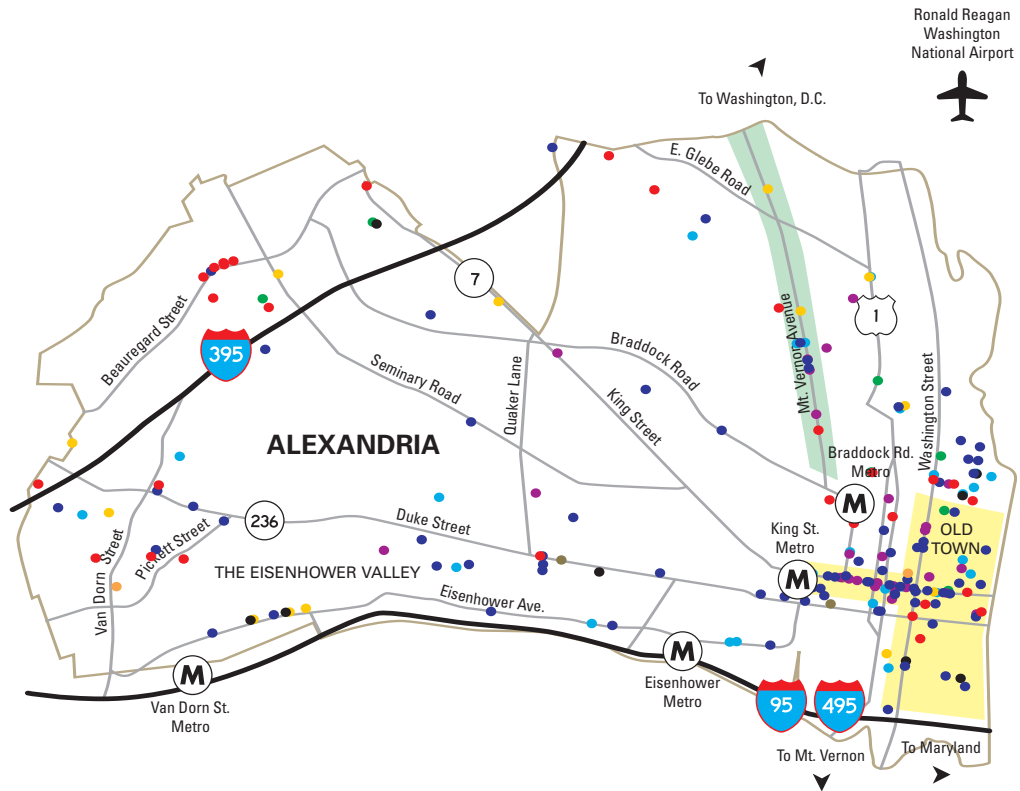 Ronald Reagan
Washington
National Airport
To Washington, D.C.
E. Glebe Road
7
1
Beauregard Street
395
Mt. Vernon Avenue
Braddock Road
Seminary Road
Quaker Lane
King Street
Washington Street
ALEXANDRIA
Braddock Rd.
Metro
M
236
Duke Street
King St.
Metro
M
OLD
TOWN
Van Dorn Street
Pickett Street
THE EISENHOWER VALLEY
Eisenhower Ave.
M
Van Dorn St.
Metro
M
Eisenhower
Metro
95
495
To Mt. Vernon
To Maryland